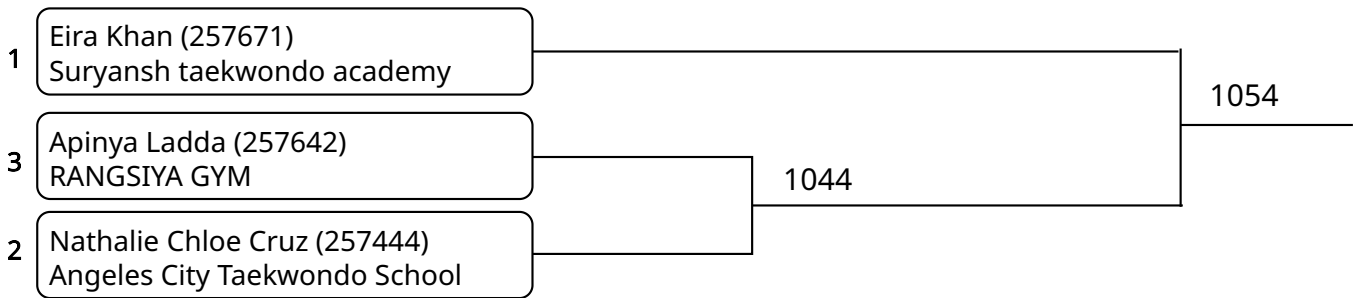 1
Eira Khan (257671)
Suryansh taekwondo academy
1054
3
Apinya Ladda (257642)
RANGSIYA GYM
1044
2
Nathalie Chloe Cruz (257444)
Angeles City Taekwondo School